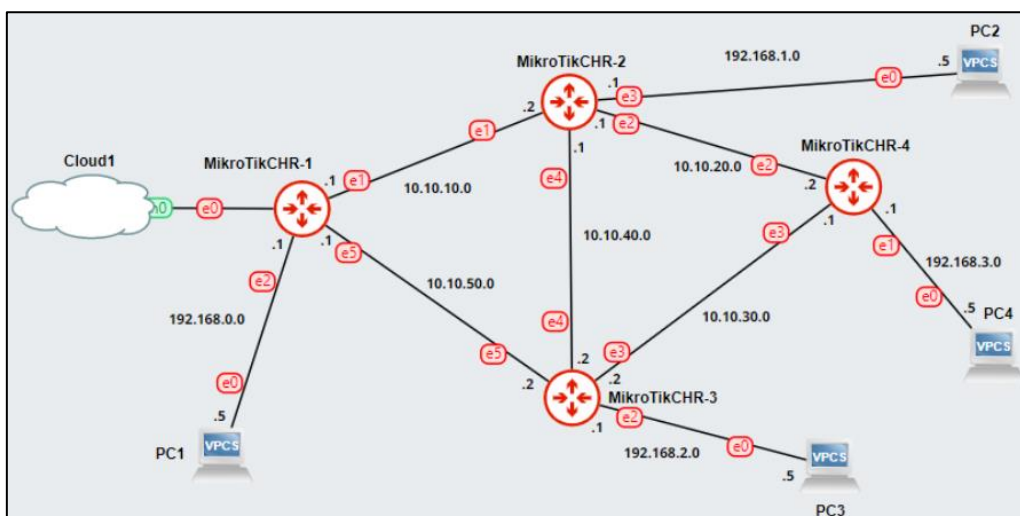 PC2
MikroTikCHR-2
192.168.1.0
.5
VPCS
.1
e3
e0
.2
.1
e2
.1
e1
10.10.20.0
MikroTikCHR-4
Cloud1
MikroTikCHR-1
e4
e2
.2
.1
e1
10.10.10.0
.1
e0
10.10.40.0
e3
.1
e1
.1
.1
e5
192.168.3.0
e2
10.10.50.0
e0
.5
PC4
192.168.0.0
10.10.30.0
VPCS
e4
e5
e3
.2
e0
.2
.2
MikroTikCHR-3
.5
e2
.1
PC1
VPCS
192.168.2.0
e0
VPCS
.5
PC3